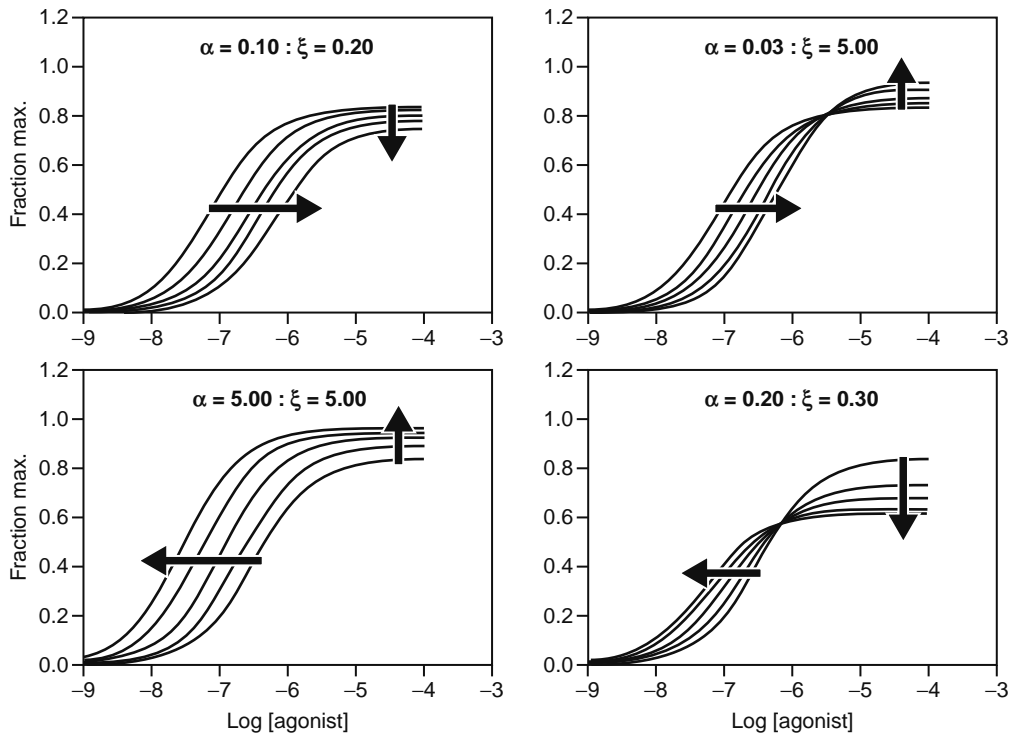 1.2
α = 0.10 : ξ = 0.20
1.0
0.8
0.6
0.4
0.2
0.0
Fraction max.
–9 –8 –7 –6 –5 –4 –3
1.2
α = 0.03 : ξ = 5.00
1.0
0.8
0.6
0.4
0.2
0.0
–9 –8 –7 –6 –5 –4 –3
1.2
α = 5.00 : ξ = 5.00
1.0
0.8
0.6
0.4
0.2
0.0
Fraction max.
–9 –8 –7 –6 –5 –4 –3
Log [agonist]
1.2
α = 0.20 : ξ = 0.30
1.0
0.8
0.6
0.4
0.2
0.0
–9 –8 –7 –6 –5 –4 –3
Log [agonist]